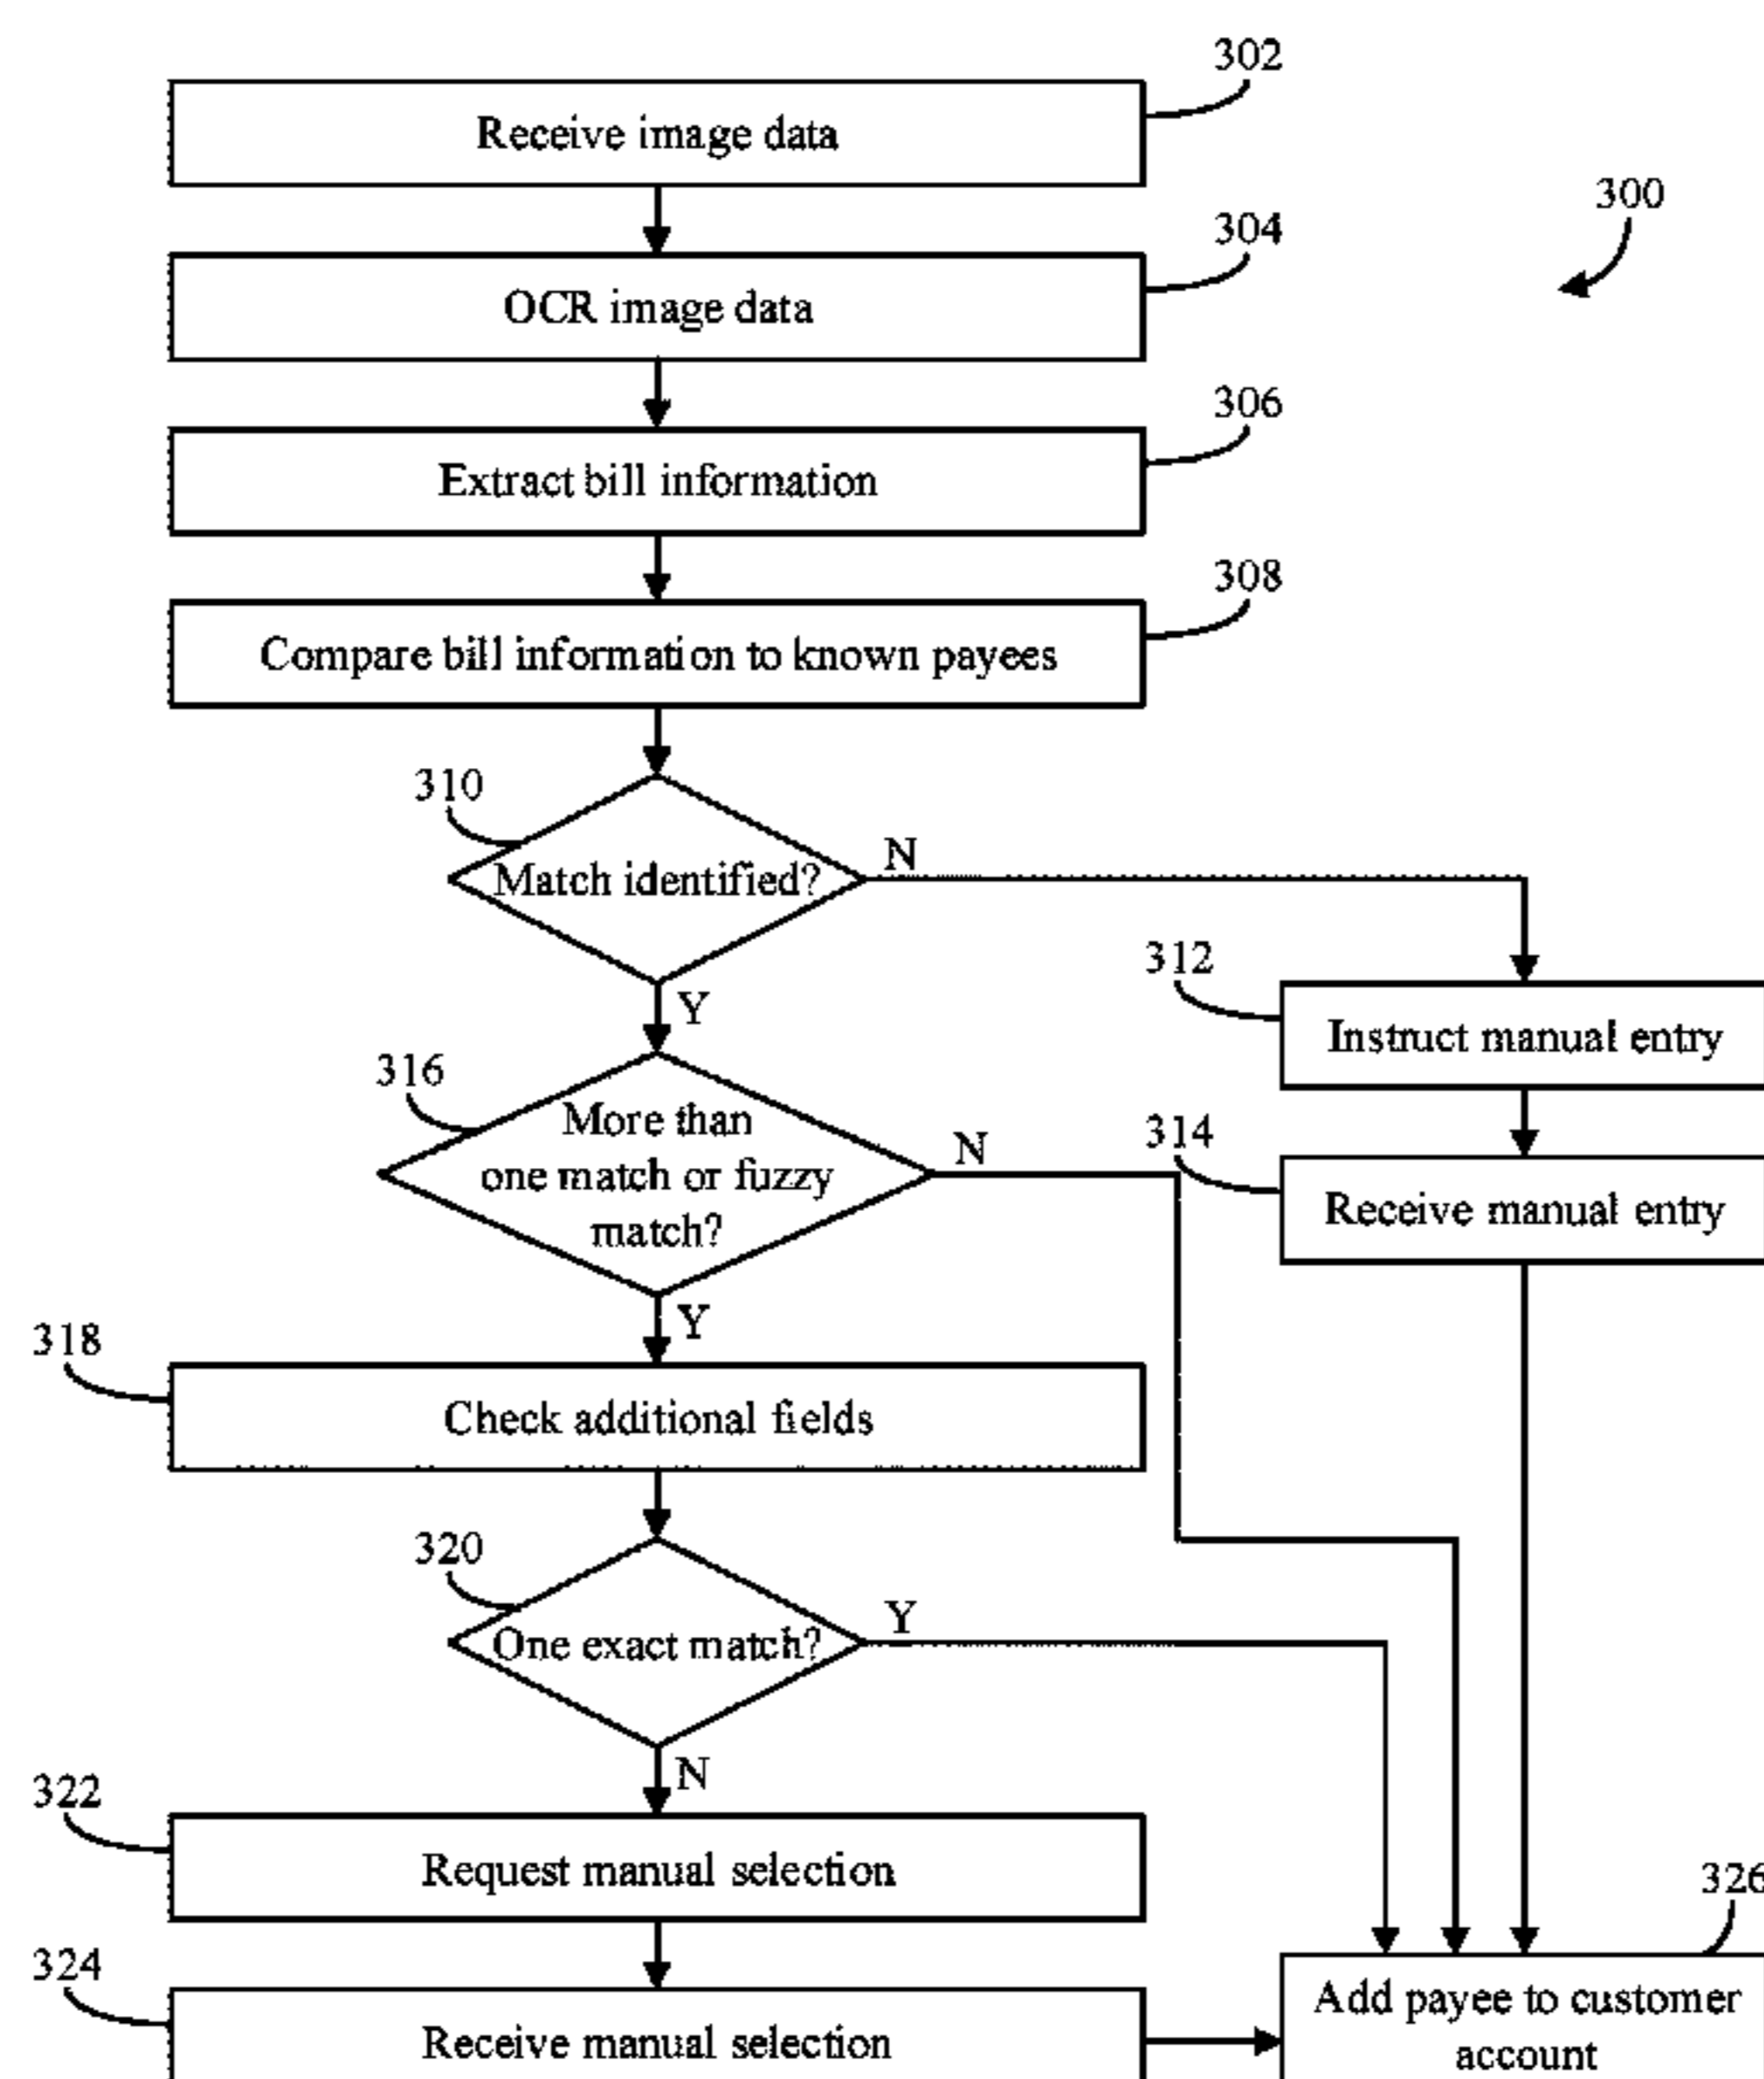 302
Receive image data
300
304
OCR image data
306
Extract bill information
308
Compare bill information to known payees
310
Match identified?
N
Y
312
Instruct manual entry
314
Receive manual entry
316
More than
one match or fuzzy
match?
N
Y
318
Check additional fields
320
One exact match?
Y
N
322
Request manual selection
324
Receive manual selection
326
Add payee to customer
account